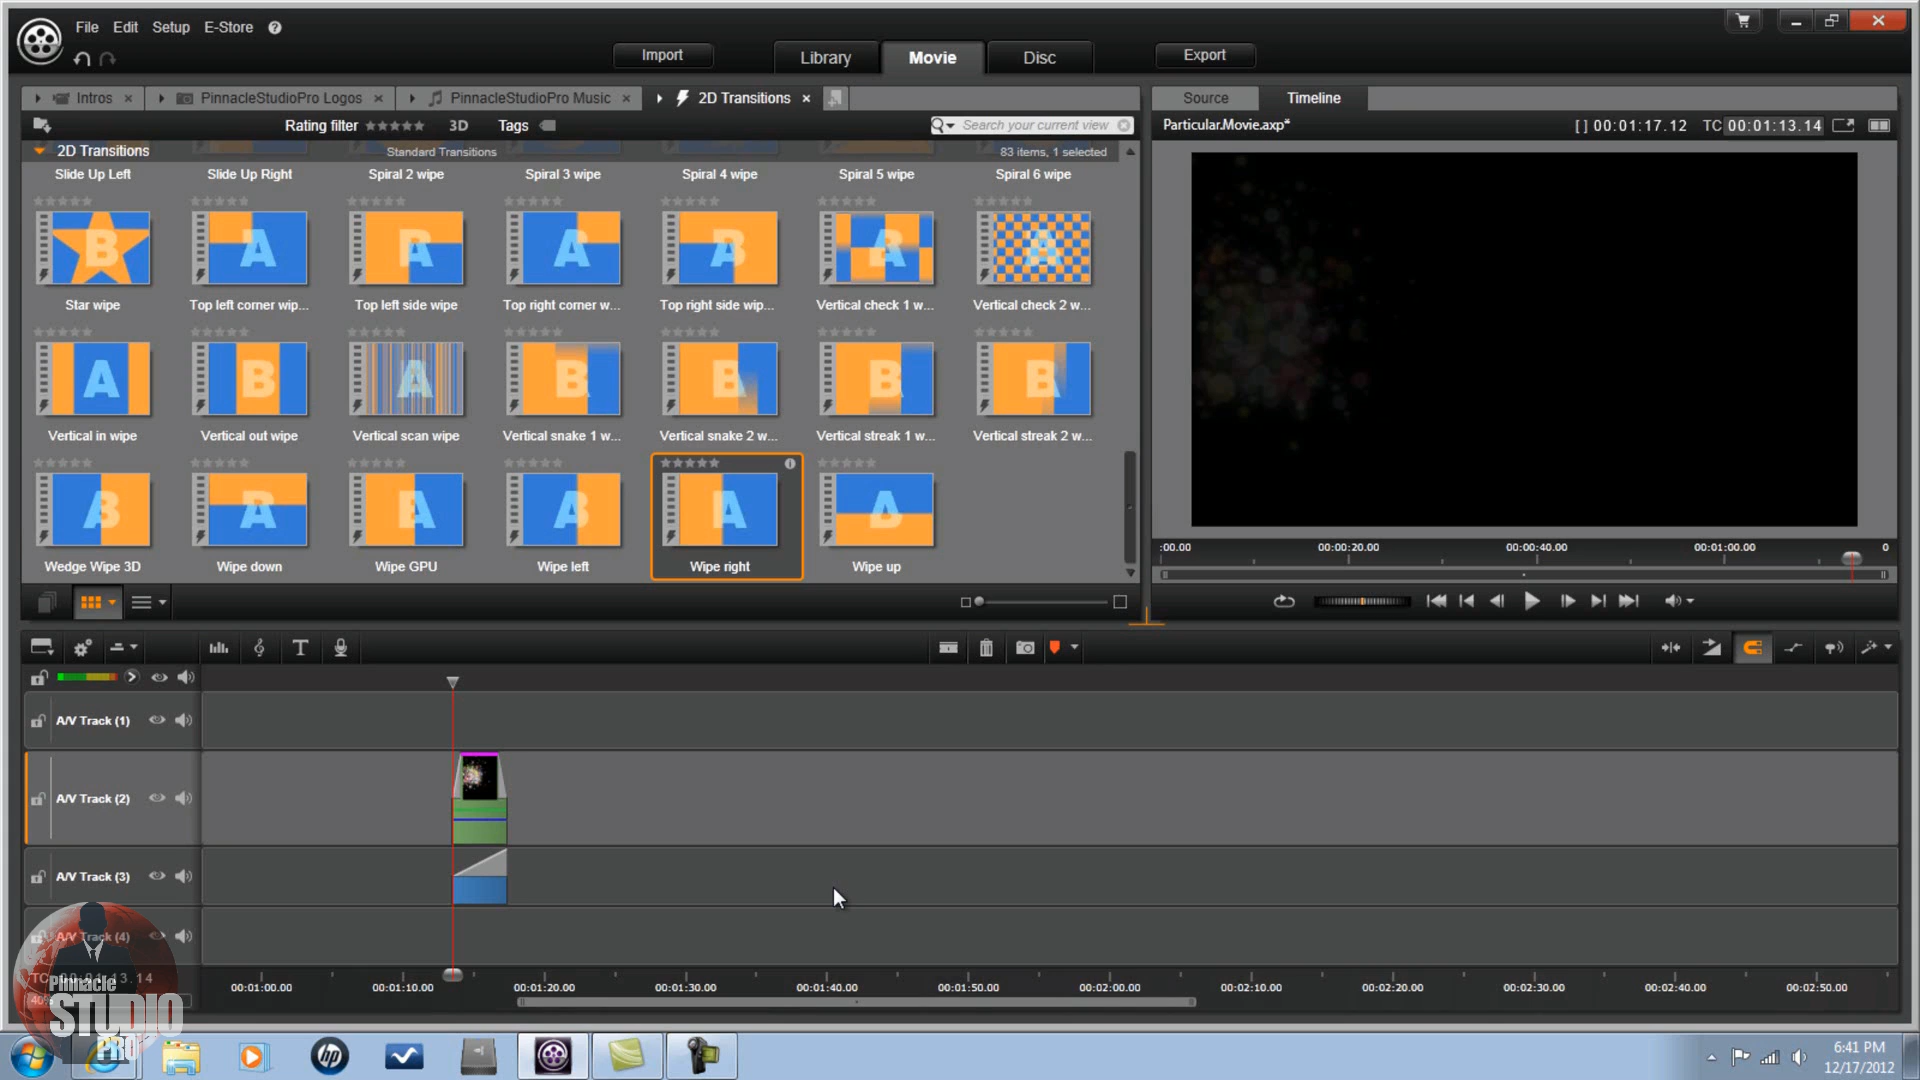 File Edit Setup E-Store ?
Import Library Movie Disc Export
Intros × PinnacleStudioPro Logos × PinnacleStudioPro Music × 2D Transitions ×
Source Timeline
Rating filter 3D Tags Search your current view
Particular.Movie.axp* [ ] 00:01:17.12 TC 00:01:13.14
2D Transitions Standard Transitions 83 items, 1 selected
Slide Up Left Slide Up Right Spiral 2 wipe Spiral 3 wipe Spiral 4 wipe Spiral 5 wipe Spiral 6 wipe
Star wipe Top left corner wip... Top left side wipe Top right corner w... Top right side wip... Vertical check 1 w... Vertical check 2 w...
Vertical in wipe Vertical out wipe Vertical scan wipe Vertical snake 1 w... Vertical snake 2 w... Vertical streak 1 w... Vertical streak 2 w...
Wedge Wipe 3D Wipe down Wipe GPU Wipe left Wipe right Wipe up
:00.00 00:00:20.00 00:00:40.00 00:01:00.00 0
A/V Track (1)
A/V Track (2)
A/V Track (3)
A/V Track (4)
TC 00:01:13.14
00:01:00.00 00:01:10.00 00:01:20.00 00:01:30.00 00:01:40.00 00:01:50.00 00:02:00.00 00:02:10.00 00:02:20.00 00:02:30.00 00:02:40.00 00:02:50.00
Pinnacle
STUDIO
PRO
hp
6:41 PM
12/17/2012